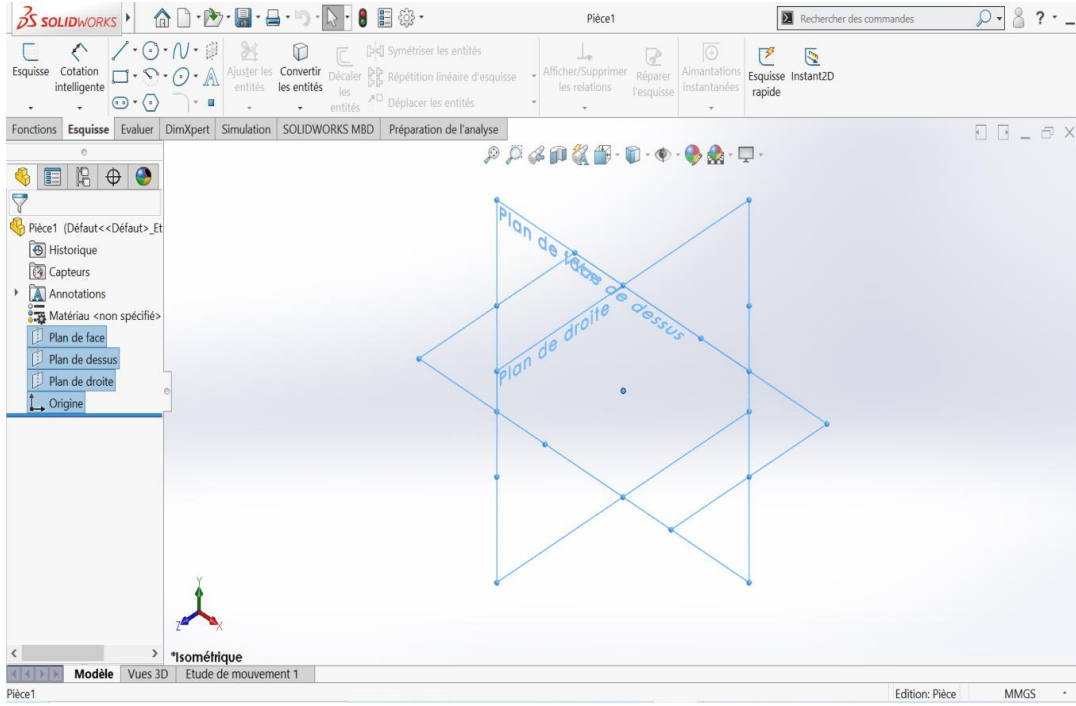 SOLIDWORKS
Pièce1
Rechercher des commandes
?
Esquisse
Cotation intelligente
Ajuster les entités
Convertir les entités
Décaler les entités
Symétriser les entités
Répétition linéaire d'esquisse
Déplacer les entités
Afficher/Supprimer les relations
Réparer l'esquisse
Aimantations instantanées
Esquisse rapide
Instant2D
Fonctions Esquisse Evaluer DimXpert Simulation SOLIDWORKS MBD Préparation de l'analyse
Pièce1 (Défaut<<Défaut>_Et
Historique
Capteurs
Annotations
Matériau <non spécifié>
Plan de face
Plan de dessus
Plan de droite
Origine
Plan de
de dessus
Plan de droite
Y
Z
X
*Isométrique
Modèle Vues 3D Etude de mouvement 1
Pièce1
Edition: Pièce MMGS